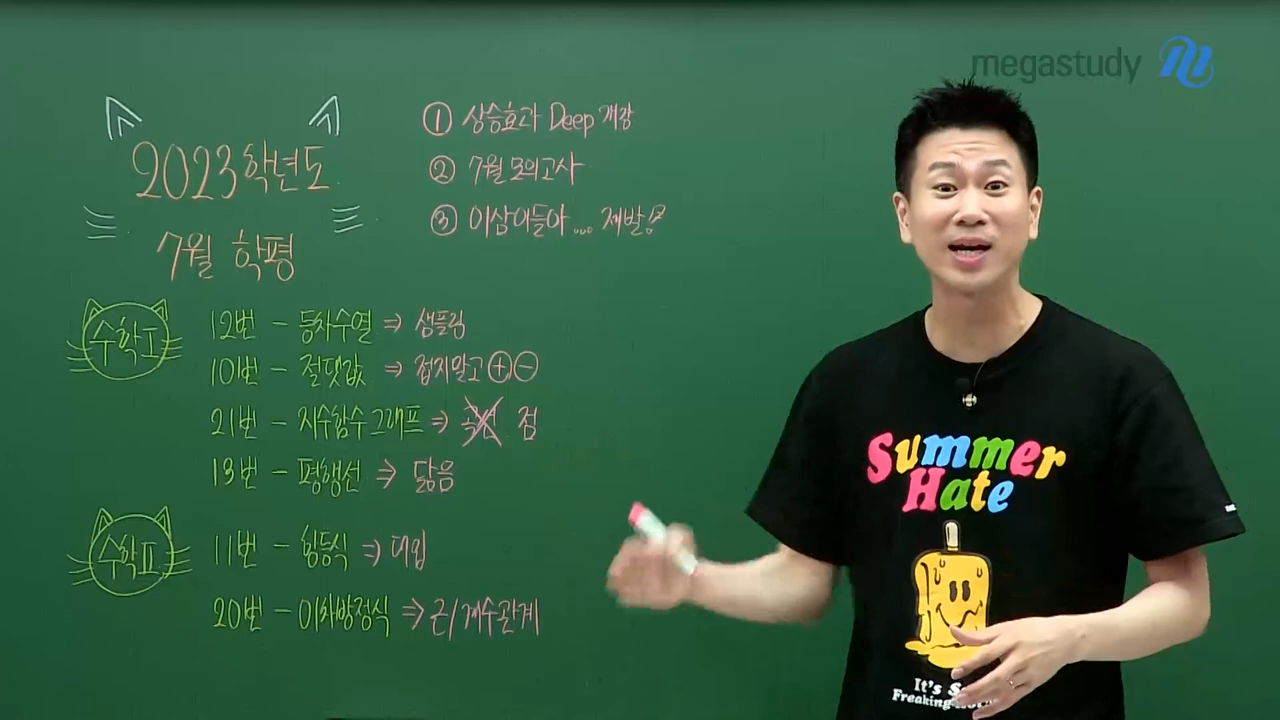 megastudy
2023학년도
7월 학평
① 상승효과 Deep 개강
② 7월 모의고사
③ 이삼이들아... 제발!
수학Ⅰ
12번 - 등차수열 ⇒ 샘플링
10번 - 절댓값 ⇒ 접지말고 ⊕⊖
21번 - 지수함수 그래프 ⇒ 점
13번 - 평행선 ⇒ 닮음
수학Ⅱ
11번 - 항등식 ⇒ 대입
20번 - 이차방정식 ⇒ 근/계수관계
Summer
Hate
It's
Freaking